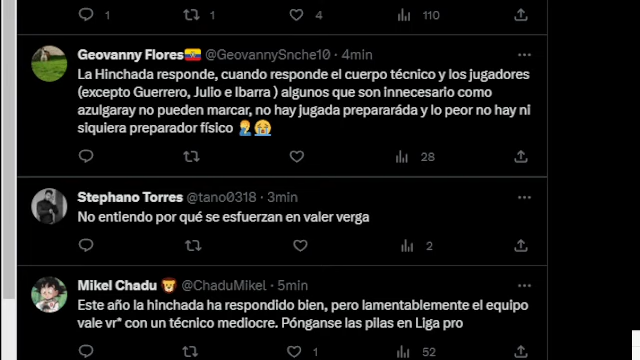 1 1 4 110
Geovanny Flores🇪🇨 @GeovannySnche10 · 4min
La Hinchada responde, cuando responde el cuerpo técnico y los jugadores
(excepto Guerrero, Julio e Ibarra ) algunos que son innecesario como
azulgaray no pueden marcar, no hay jugada prepararáda y lo peor no hay ni
siquiera preparador físico 🤦‍♂️😭
28
Stephano Torres @tano0318 · 3min
No entiendo por qué se esfuerzan en valer verga
2
Mikel Chadu 🦁 @ChaduMikel · 5min
Este año la hinchada ha respondido bien, pero lamentablemente el equipo
vale vr* con un técnico mediocre. Pónganse las pilas en Liga pro
1 52